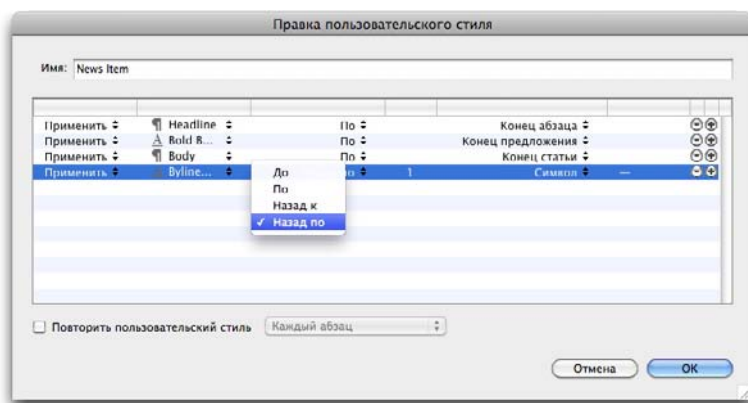 Правка пользовательского стиля
Имя: News Item
Применить ¶ Headline По Конец абзаца
Применить A Bold B... По Конец предложения
Применить ¶ Body По Конец статьи
Применить Byline... по 1 Символ —
До
По
Назад к
✓ Назад по
Повторить пользовательский стиль Каждый абзац
Отмена OK